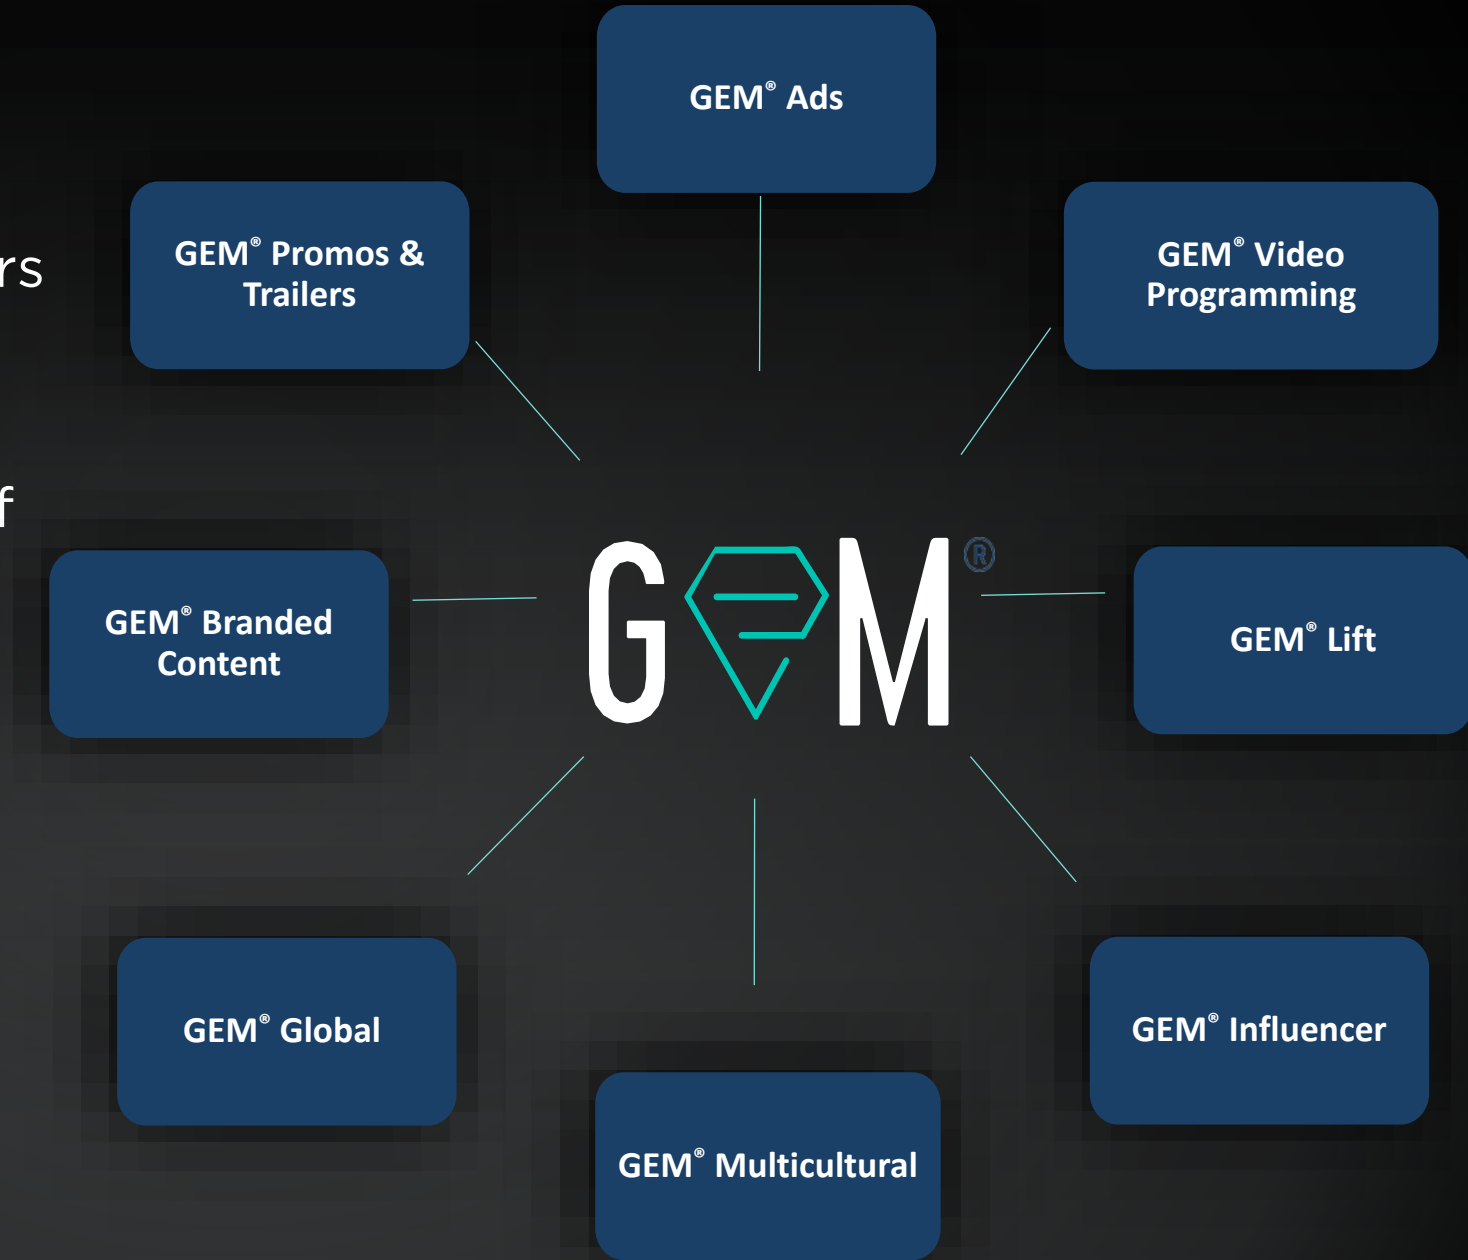 GEM® Ads
GEM® Promos &
Trailers
GEM® Video
Programming
rs
f
GEM®
GEM® Branded
Content
GEM® Lift
GEM® Global
GEM® Influencer
GEM® Multicultural